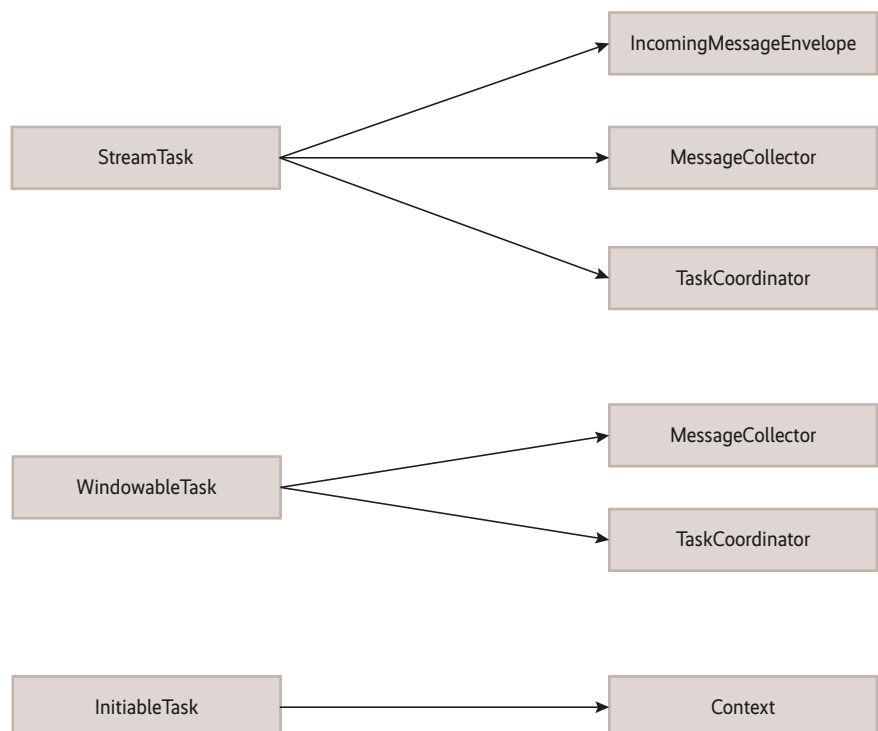 IncomingMessageEnvelope
StreamTask
MessageCollector
TaskCoordinator
MessageCollector
WindowableTask
TaskCoordinator
InitiableTask
Context